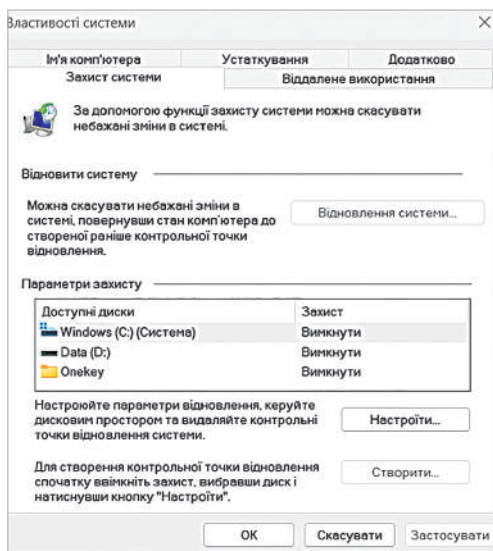 Властивості системи
Ім'я комп'ютера Устаткування Додатково
Захист системи Віддалене використання
За допомогою функції захисту системи можна скасувати
небажані зміни в системі.
Відновити систему
Можна скасувати небажані зміни в
системі, повернувши стан комп'ютера до
створеної раніше контрольної точки
відновлення.
Відновлення системи...
Параметри захисту
Доступні диски Захист
Windows (C:) (Система) Вимкнути
Data (D:) Вимкнути
Onekey Вимкнути
Настроюйте параметри відновлення, керуйте
дисковим простором та видаляйте контрольні
точки відновлення системи.
Настроїти...
Для створення контрольної точки відновлення
спочатку ввімкніть захист, вибравши диск і
натиснувши кнопку "Настроїти".
Створити...
ОК Скасувати Застосувати